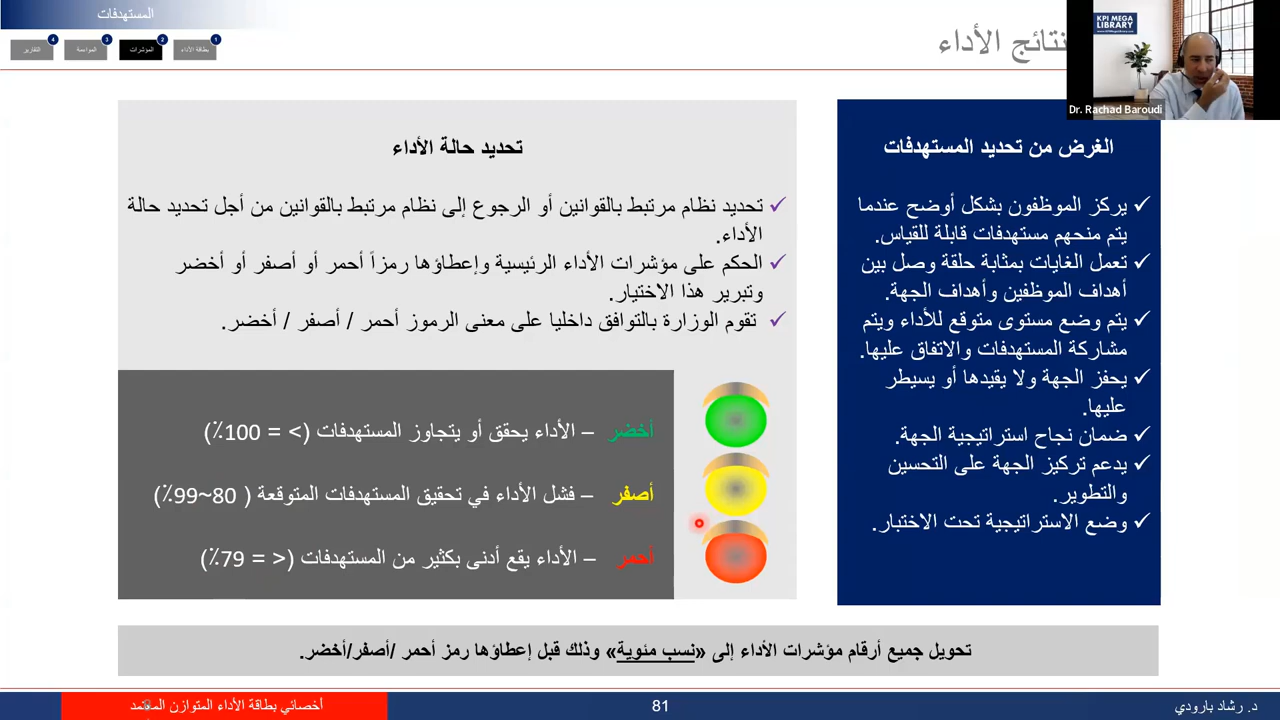 المستهدفات
1
بطاقة الأداء
2
المؤشرات
3
المواءمة
4
التقارير
نتائج الأداء
KPI MEGA
LIBRARY
Dr. Rachad Baroudi
الغرض من تحديد المستهدفات
✓ يركز الموظفون بشكل أوضح عندما
يتم منحهم مستهدفات قابلة للقياس.
✓ تعمل الغايات بمثابة حلقة وصل بين
أهداف الموظفين وأهداف الجهة.
✓ يتم وضع مستوى متوقع للأداء ويتم
مشاركة المستهدفات والاتفاق عليها.
✓ يحفز الجهة ولا يقيدها أو يسيطر
عليها.
✓ ضمان نجاح استراتيجية الجهة.
✓ يدعم تركيز الجهة على التحسين
والتطوير.
✓ وضع الاستراتيجية تحت الاختبار.
تحديد حالة الأداء
✓ تحديد نظام مرتبط بالقوانين أو الرجوع إلى نظام مرتبط بالقوانين من أجل تحديد حالة
الأداء.
✓ الحكم على مؤشرات الأداء الرئيسية وإعطاؤها رمزاً أحمر أو أصفر أو أخضر
وتبرير هذا الاختيار.
✓ تقوم الوزارة بالتوافق داخليا على معنى الرموز أحمر / أصفر / أخضر.
أخضر – الأداء يحقق أو يتجاوز المستهدفات (> = 100٪)
أصفر – فشل الأداء في تحقيق المستهدفات المتوقعة ( 80~99٪)
أحمر – الأداء يقع أدنى بكثير من المستهدفات (< = 79٪)
تحويل جميع أرقام مؤشرات الأداء إلى «نسب مئوية» وذلك قبل إعطاؤها رمز أحمر /أصفر/أخضر.
د. رشاد بارودي
81
أخصائي بطاقة الأداء المتوازن المعتمد